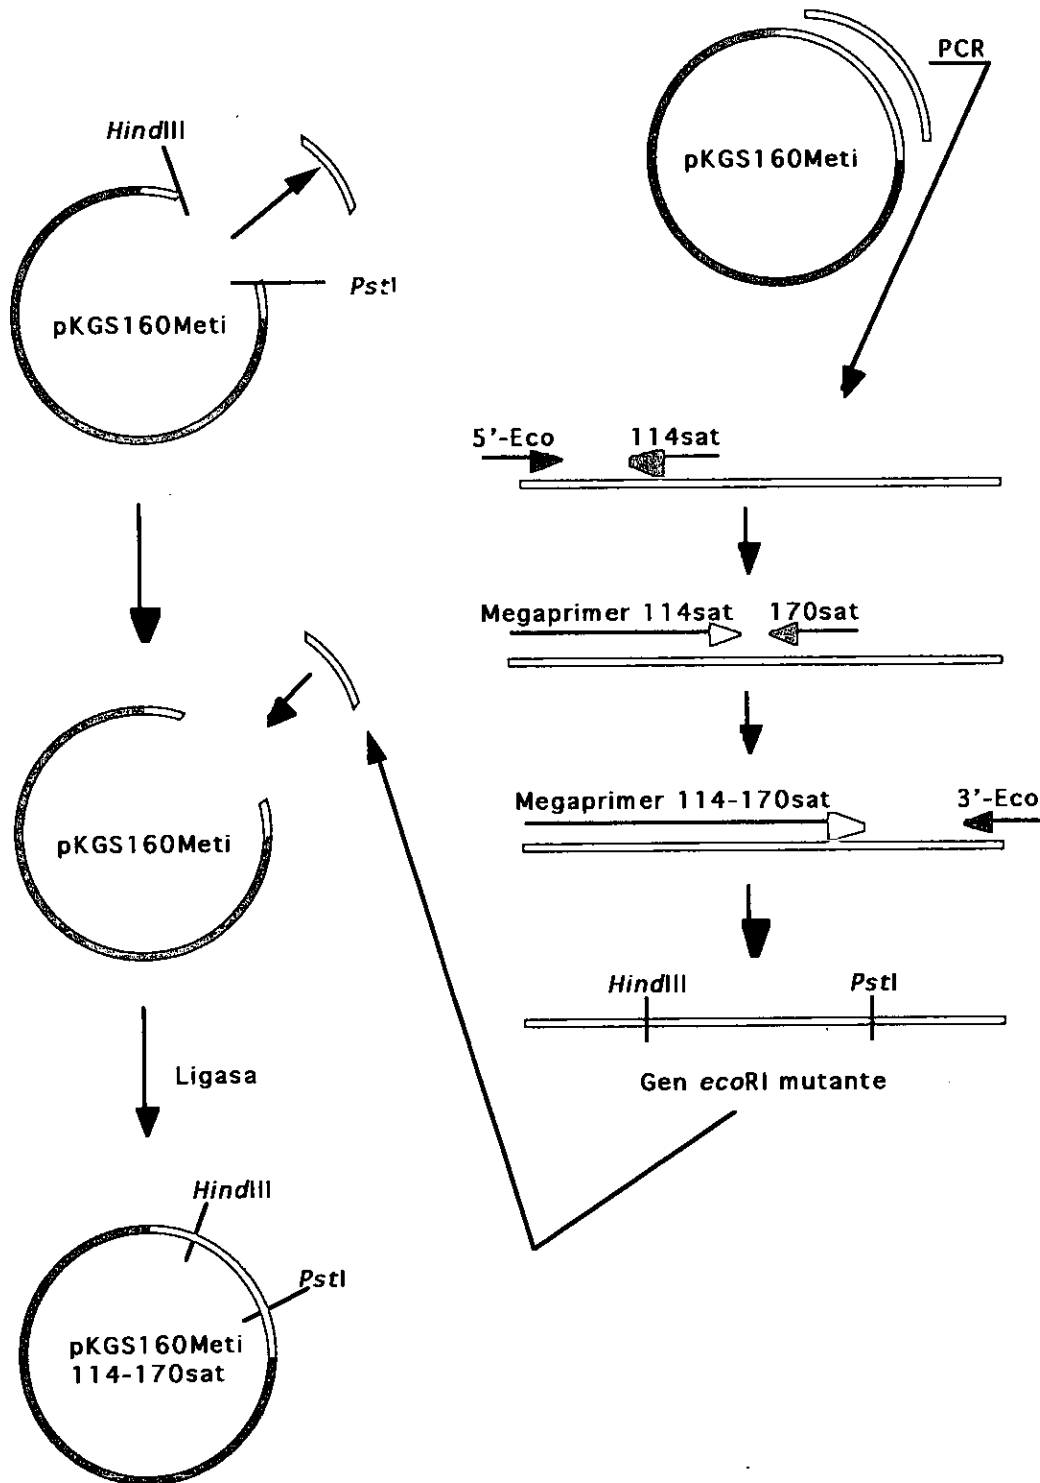 HindIII
PstI
pKGS160Meti
pKGS160Meti
Ligasa
HindIII
PstI
pKGS160Meti
114-170sat
PCR
pKGS160Meti
5'-Eco
114sat
Megaprimer 114sat
170sat
Megaprimer 114-170sat
3'-Eco
HindIII
PstI
Gen ecoRI mutante